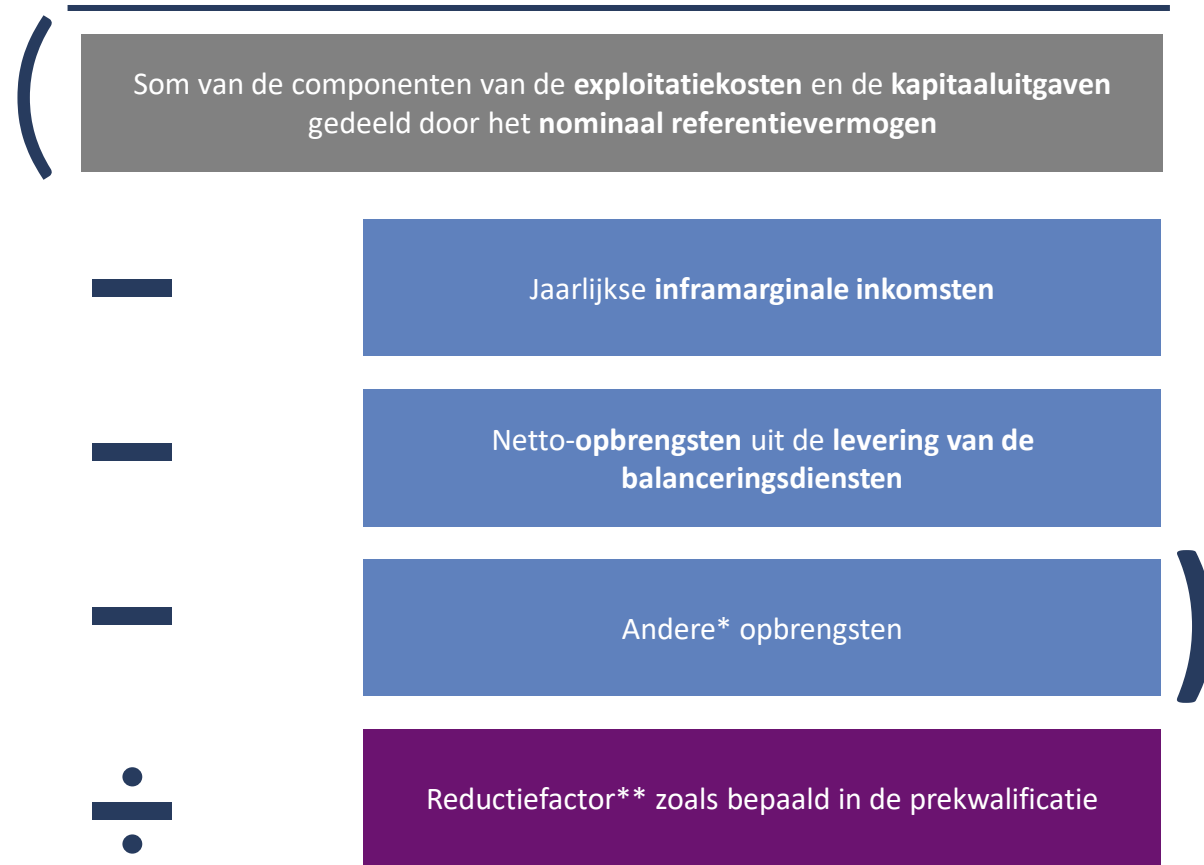 Som van de componenten van de exploitatiekosten en de kapitaaluitgaven
gedeeld door het nominaal referentievermogen
Jaarlijkse inframarginale inkomsten
Netto-opbrengsten uit de levering van de
balanceringsdiensten
Andere* opbrengsten
Reductiefactor** zoals bepaald in de prekwalificatie